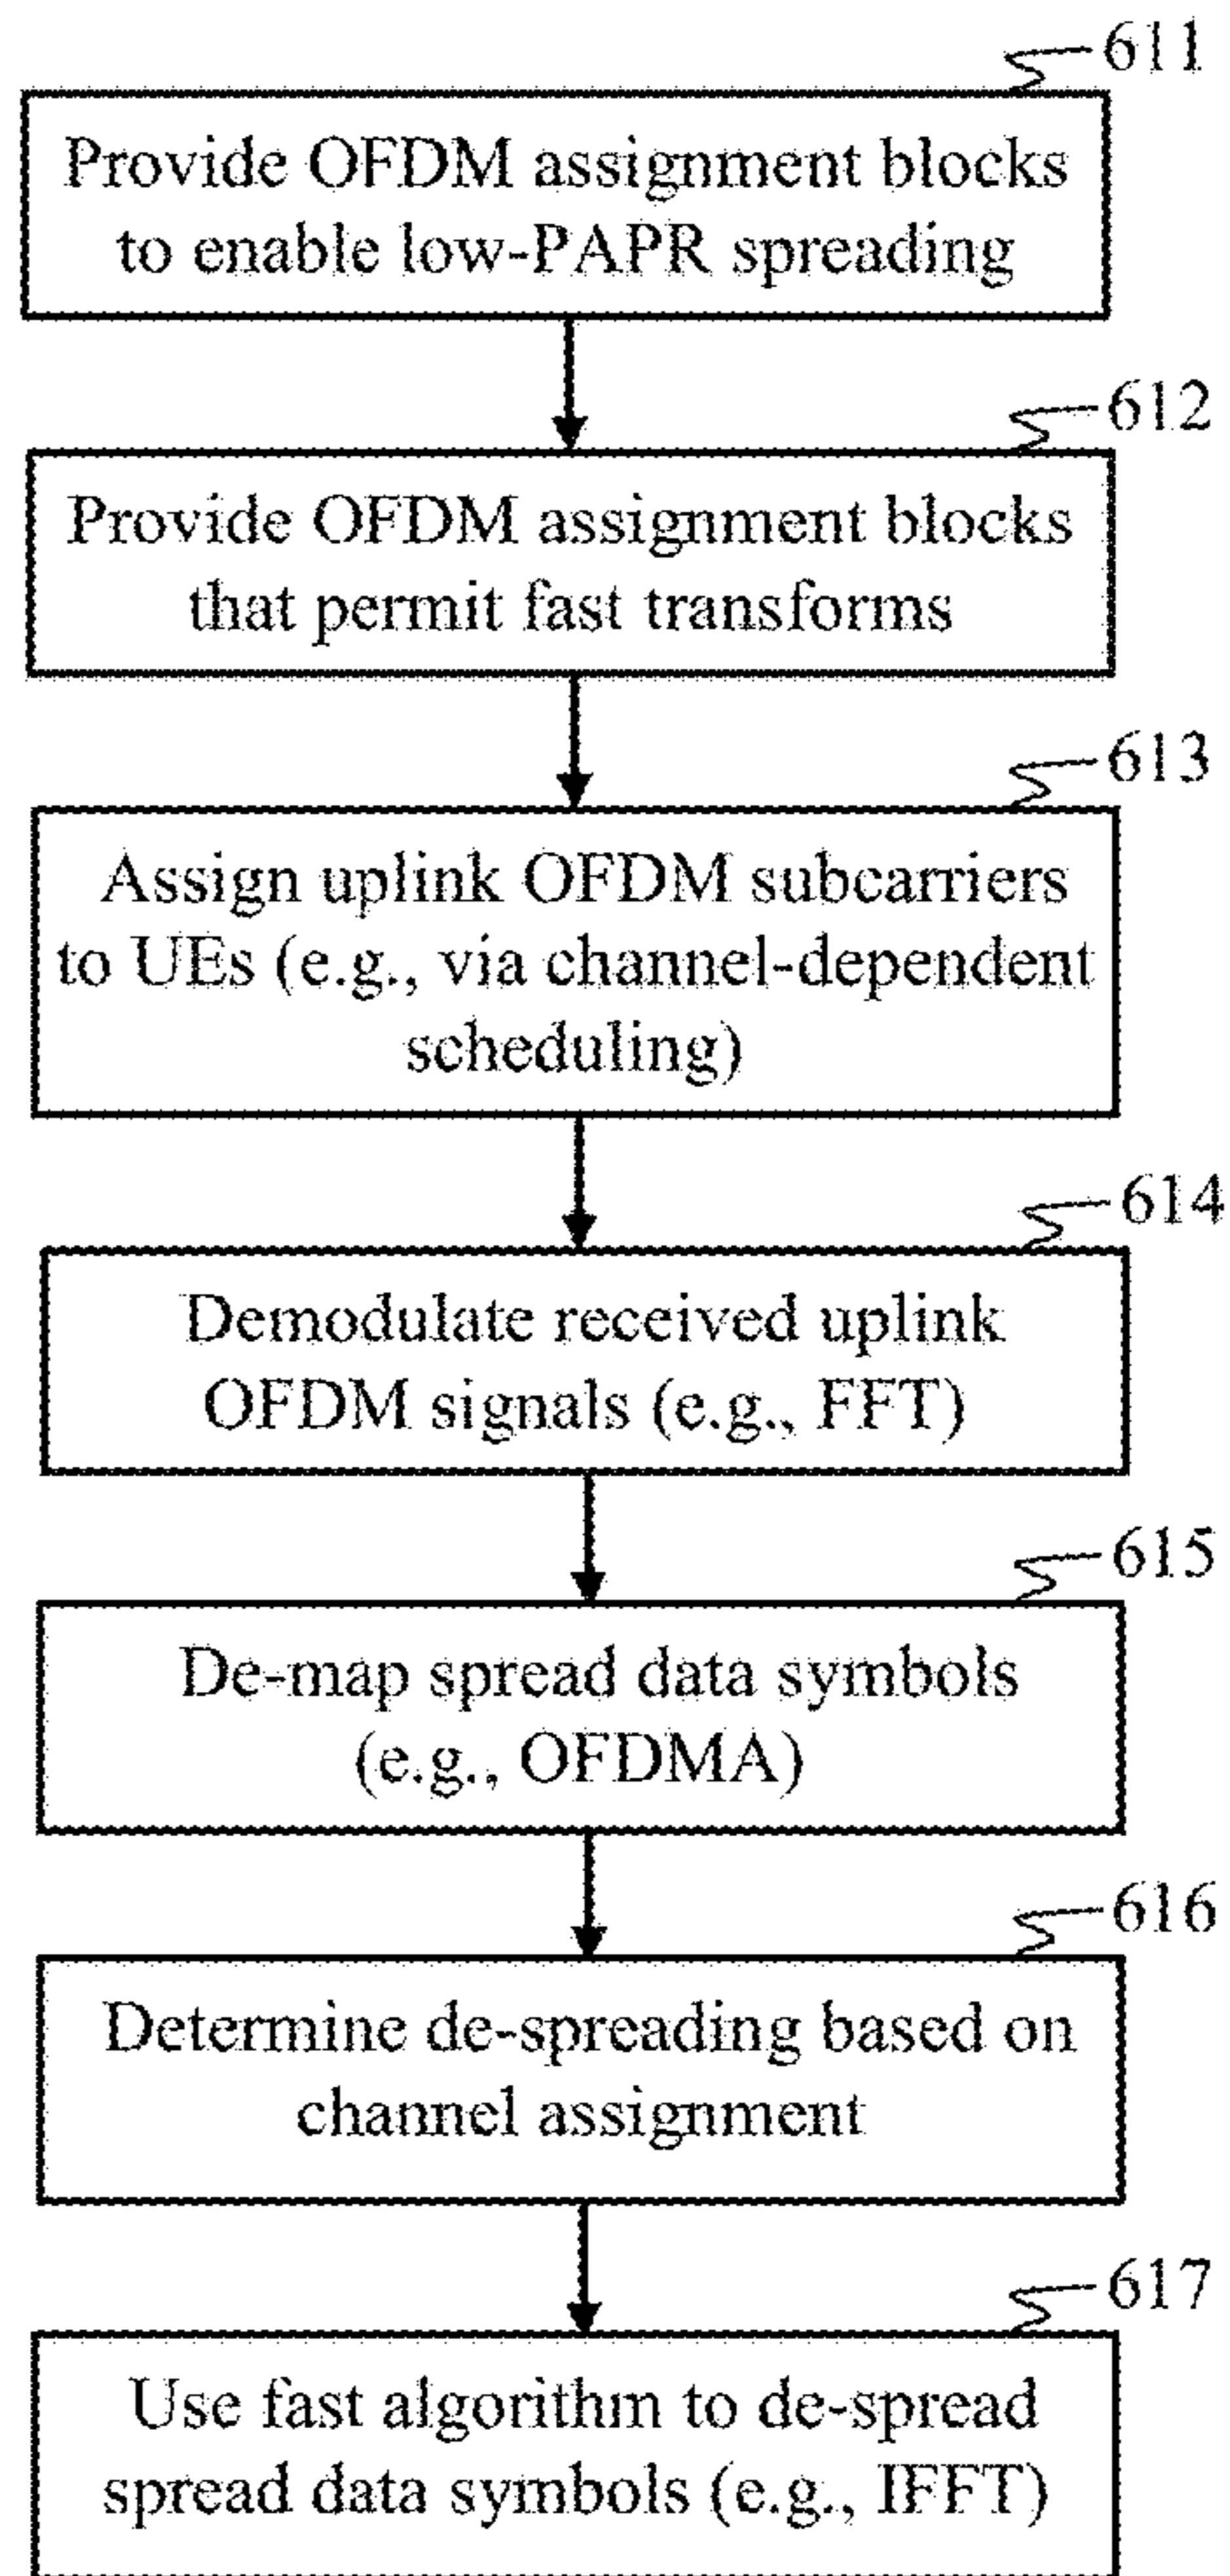 611
Provide OFDM assignment blocks
to enable low-PAPR spreading
612
Provide OFDM assignment blocks
that permit fast transforms
613
Assign uplink OFDM subcarriers
to UEs (e.g., via channel-dependent
scheduling)
614
Demodulate received uplink
OFDM signals (e.g., FFT)
615
De-map spread data symbols
(e.g., OFDMA)
616
Determine de-spreading based on
channel assignment
617
Use fast algorithm to de-spread
spread data symbols (e.g., IFFT)